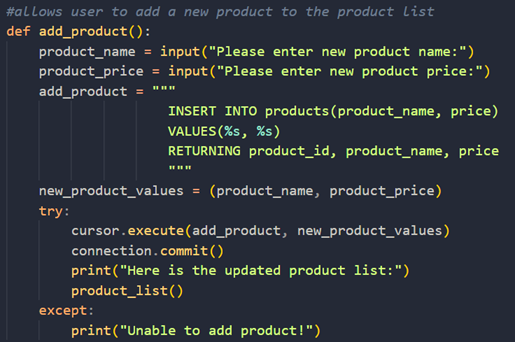 #allows user to add a new product to the product list
def add_product():
    product_name = input("Please enter new product name:")
    product_price = input("Please enter new product price:")
    add_product = """
                    INSERT INTO products(product_name, price)
                    VALUES(%s, %s)
                    RETURNING product_id, product_name, price
                    """
    new_product_values = (product_name, product_price)
    try:
        cursor.execute(add_product, new_product_values)
        connection.commit()
        print("Here is the updated product list:")
        product_list()
    except:
        print("Unable to add product!")